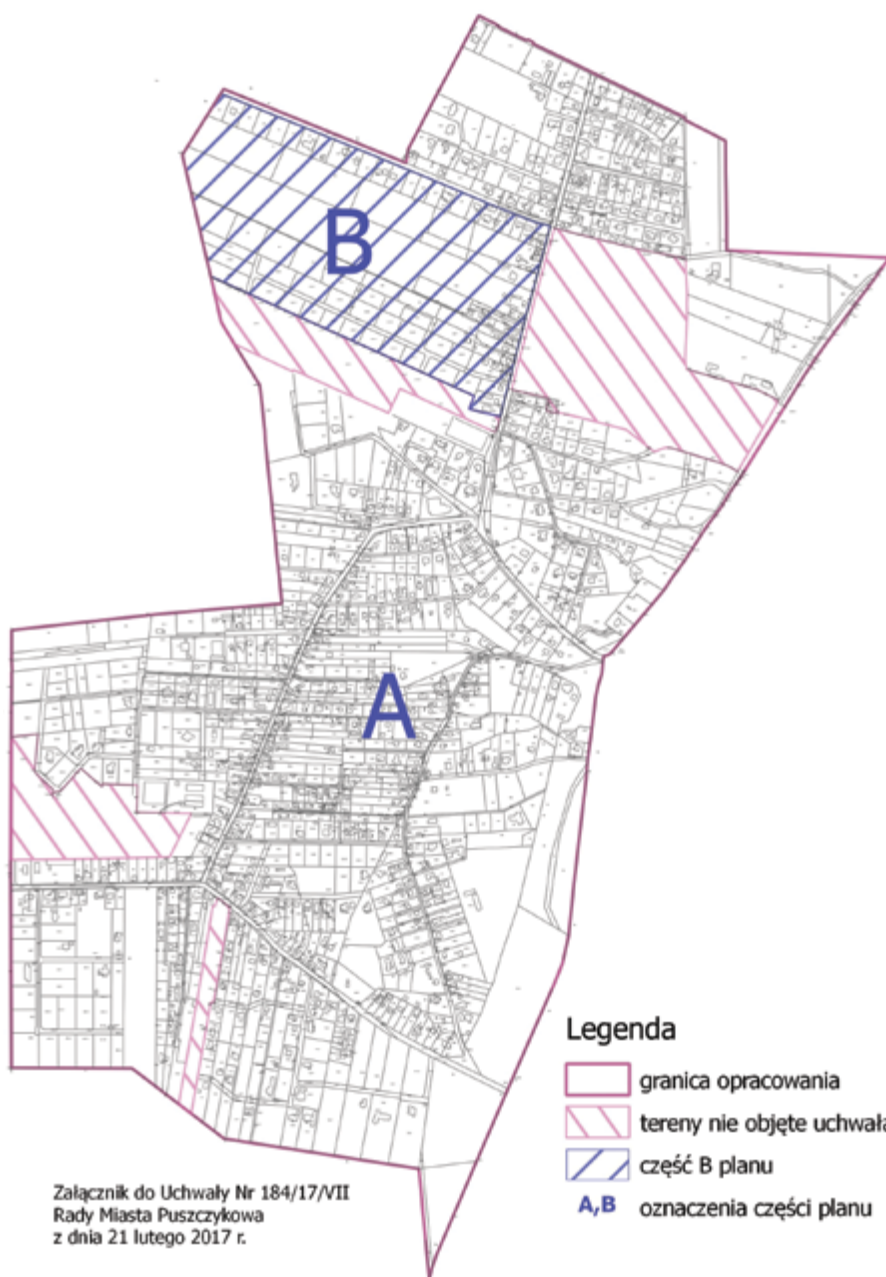 B
A
Legenda
granica opracowania
tereny nie objęte uchwałą
część B planu
A,B oznaczenia części planu
Załącznik do Uchwały Nr 184/17/VII
Rady Miasta Puszczykowa
z dnia 21 lutego 2017 r.